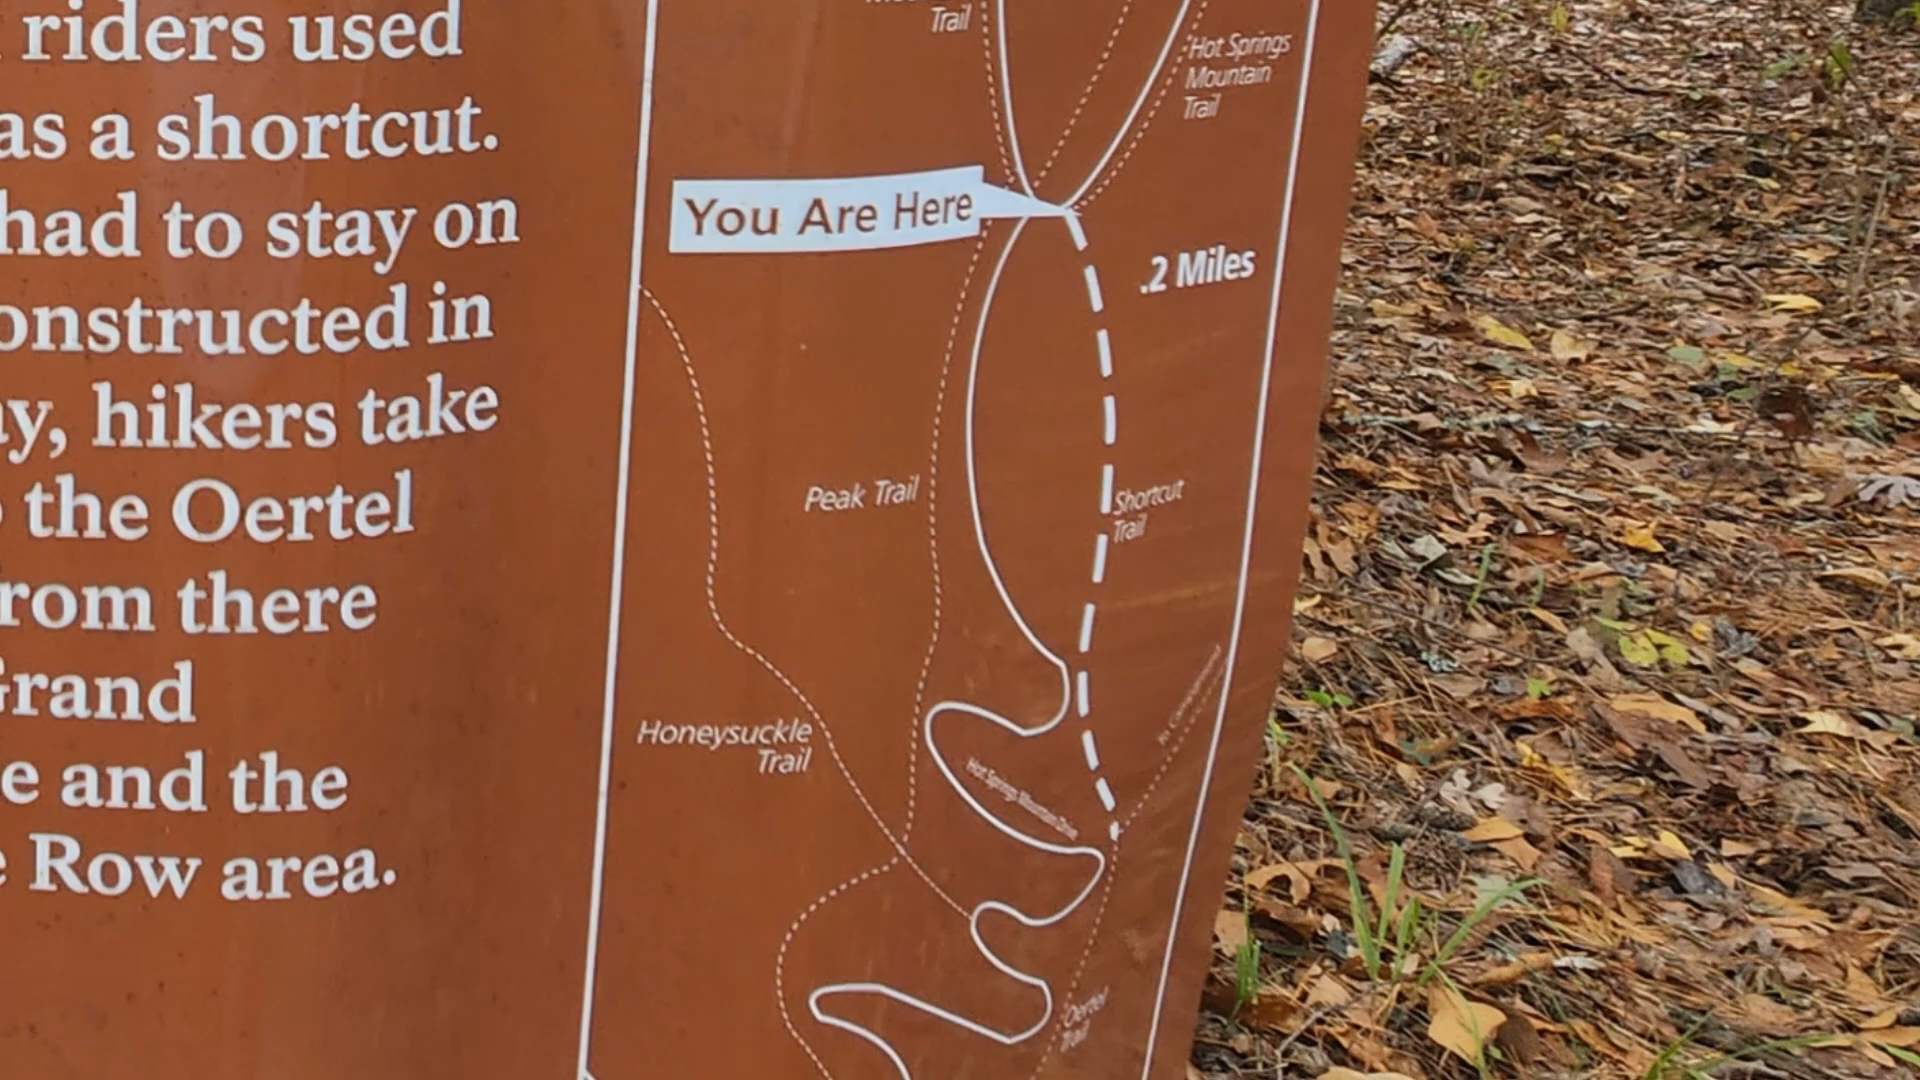 riders used
as a shortcut.
had to stay on
onstructed in
ay, hikers take
the Oertel
rom there
Grand
e and the
e Row area.
Trail
Hot Springs
Mountain
Trail
You Are Here
.2 Miles
Peak Trail
Shortcut
Trail
Honeysuckle
Trail
Hot Springs Mountain
Oertel
Trail